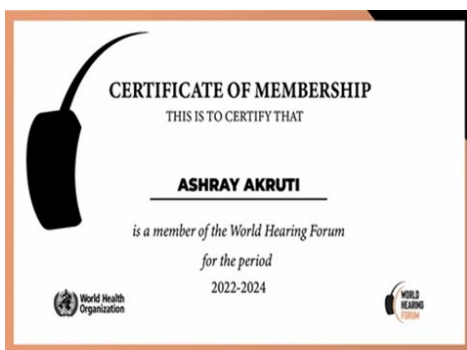 CERTIFICATE OF MEMBERSHIP
THIS IS TO CERTIFY THAT
ASHRAY AKRUTI
is a member of the World Hearing Forum
for the period
2022-2024
World Health
Organization
WORLD
HEARING
FORUM